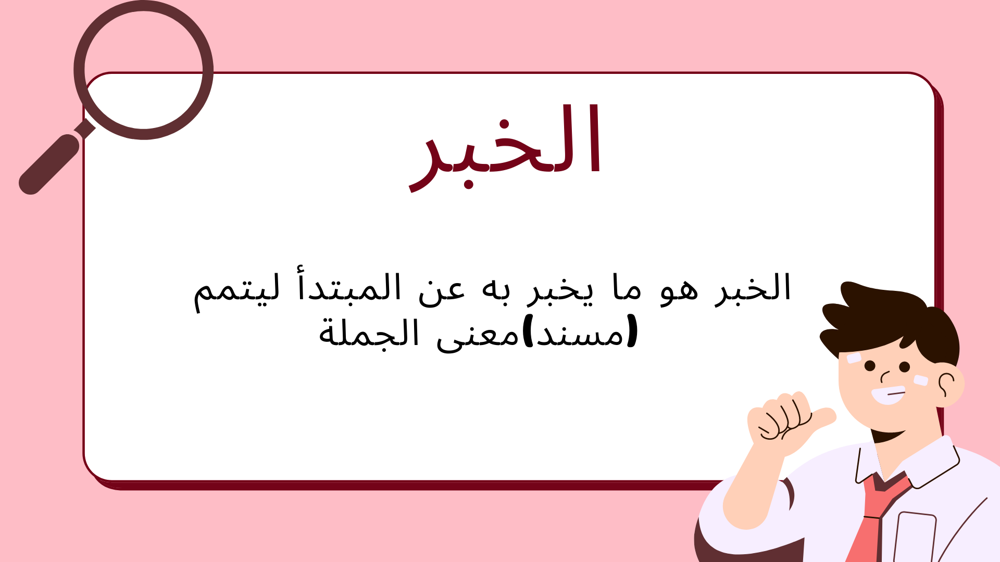 الخبر
الخبر هو ما يخبر به عن المبتدأ ليتمم
(مسند)معنى الجملة